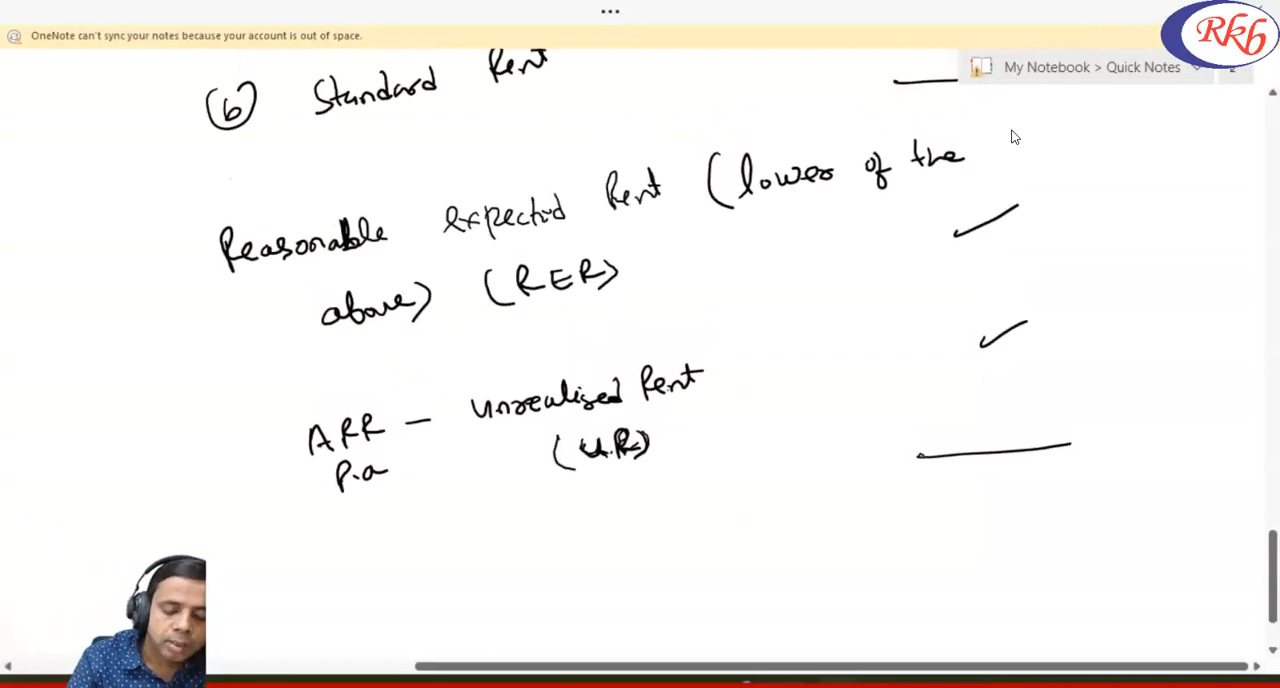 ...
OneNote can't sync your notes because your account is out of space.
Rkb
My Notebook > Quick Notes
(6) Standard Rent
Reasonable expected Rent (lower of the
above) (RER)
ARR — Unrealised Rent
P.a (U.R)